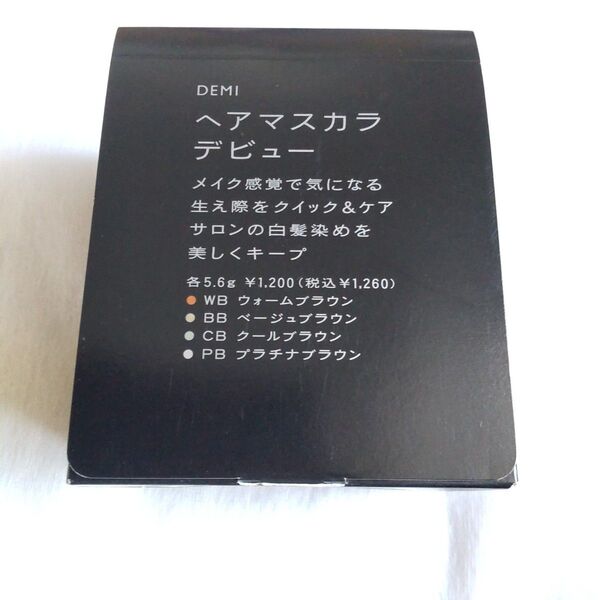 DEMI
ヘアマスカラ
デビュー
メイク感覚で気になる
生え際をクイック&ケア
サロンの白髪染めを
美しくキープ
各5.6g ¥1,200(税込¥1,260)
WB ウォームブラウン
BB ベージュブラウン
CB クールブラウン
PB プラチナブラウン